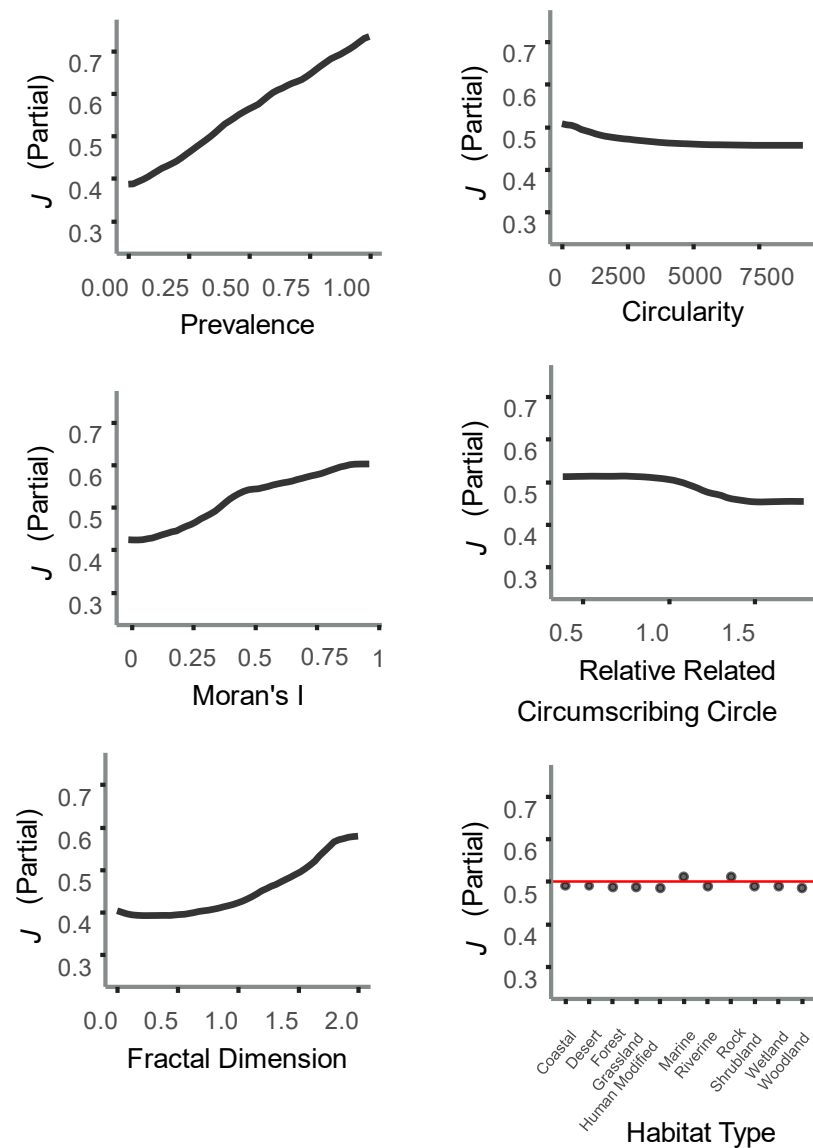 0.7
0.6
0.5
0.4
0.3
J (Partial)
0.00 0.25 0.50 0.75 1.00
Prevalence
0.7
0.6
0.5
0.4
0.3
J (Partial)
0 2500 5000 7500
Circularity
0.7
0.6
0.5
0.4
0.3
J (Partial)
0 0.25 0.50 0.75 1
Moran's I
0.7
0.6
0.5
0.4
0.3
J (Partial)
0.5 1.0 1.5
Relative Related
Circumscribing Circle
0.7
0.6
0.5
0.4
0.3
J (Partial)
0.0 0.5 1.0 1.5 2.0
Fractal Dimension
0.7
0.6
0.5
0.4
0.3
J (Partial)
Coastal
Desert
Forest
Grassland
Human Modified
Marine
Riverine
Rock
Shrubland
Wetland
Woodland
Habitat Type